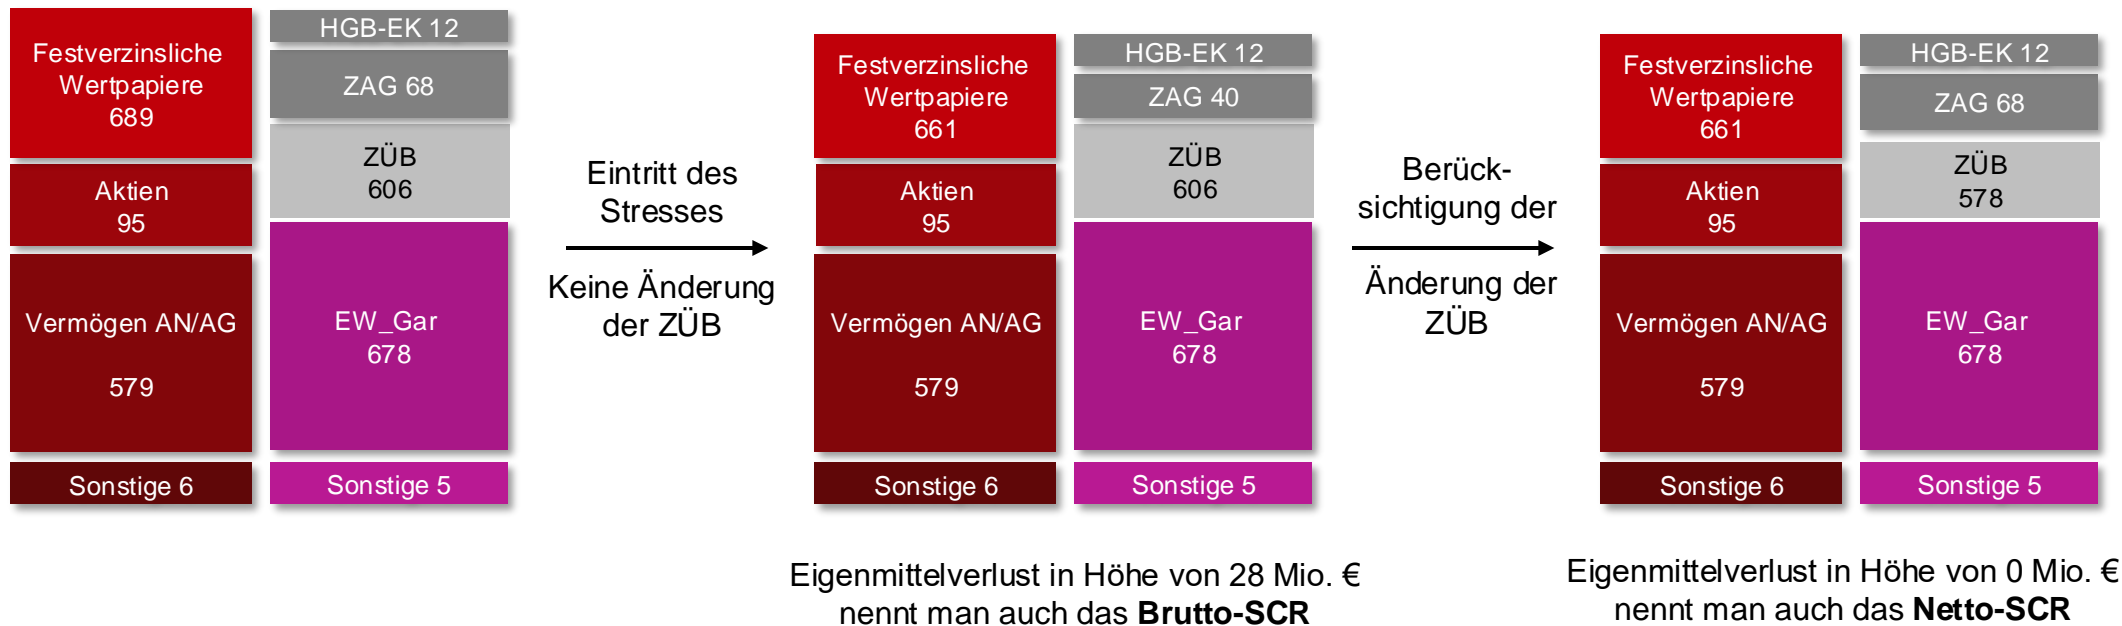 Festverzinsliche
Wertpapiere
689
Aktien
95
Vermögen AN/AG
579
Sonstige 6
HGB-EK 12
ZAG 68
ZÜB
606
EW_Gar
678
Sonstige 5
Eintritt des
Stresses
Keine Änderung
der ZÜB
Festverzinsliche
Wertpapiere
661
Aktien
95
Vermögen AN/AG
579
Sonstige 6
HGB-EK 12
ZAG 40
ZÜB
606
EW_Gar
678
Sonstige 5
Eigenmittelverlust in Höhe von 28 Mio. €
nennt man auch das Brutto-SCR
Berück-
sichtigung der
Änderung der
ZÜB
Festverzinsliche
Wertpapiere
661
Aktien
95
Vermögen AN/AG
579
Sonstige 6
HGB-EK 12
ZAG 68
ZÜB
578
EW_Gar
678
Sonstige 5
Eigenmittelverlust in Höhe von 0 Mio. €
nennt man auch das Netto-SCR